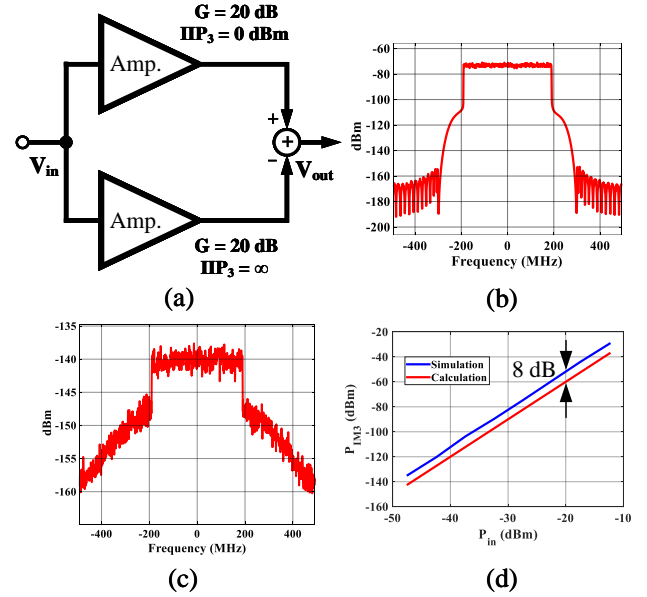 G = 20 dB
IIP3 = 0 dBm
Amp.
+
+
−
Vin
Vout
Amp.
G = 20 dB
IIP3 = ∞
(a)
-60
-80
-100
-120
-140
-160
-180
-200
dBm
-400 -200 0 200 400
Frequency (MHz)
(b)
-135
-140
-145
-150
-155
-160
dBm
-400 -200 0 200 400
Frequency (MHz)
(c)
-20
-40
-60
-80
-100
-120
-140
-160
PIM3 (dBm)
Simulation
Calculation
8 dB
-50 -40 -30 -20 -10
Pin (dBm)
(d)